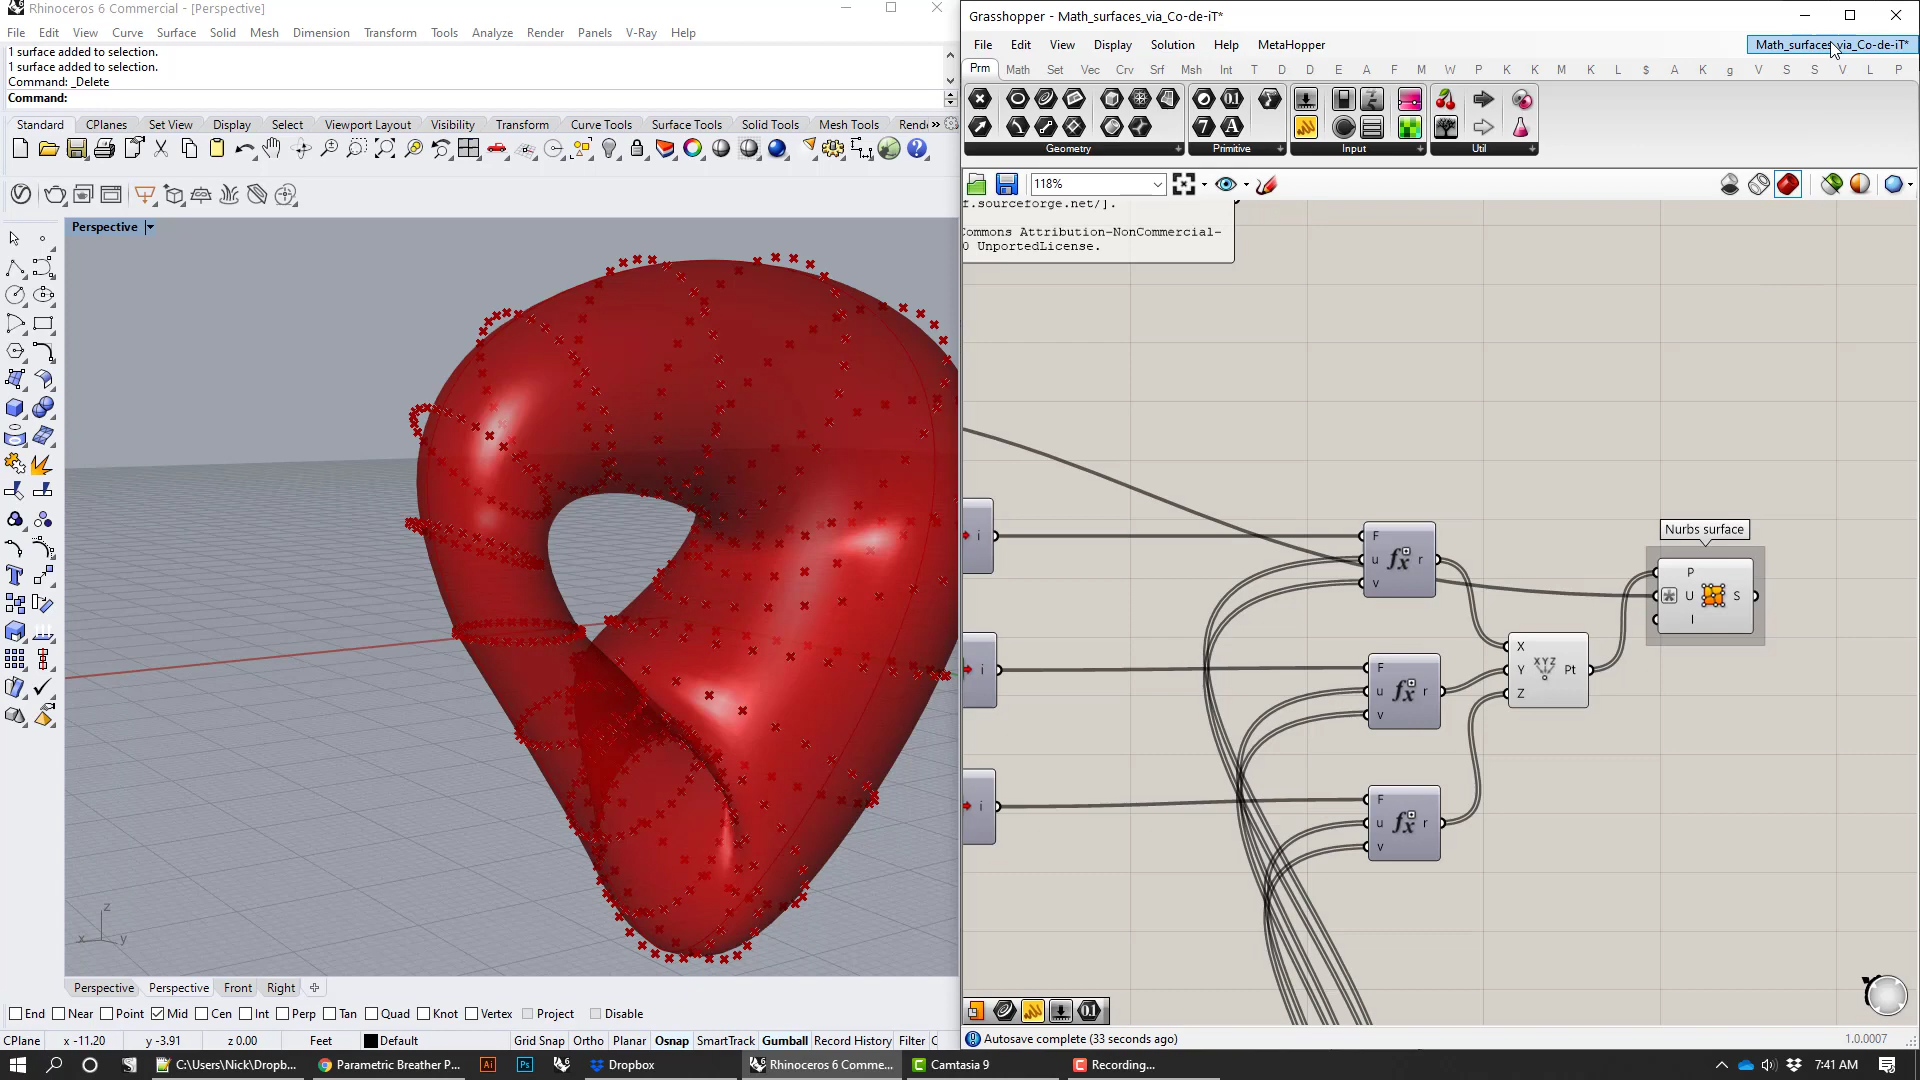 Rhinoceros 6 Commercial - [Perspective]
File Edit View Curve Surface Solid Mesh Dimension Transform Tools Analyze Render Panels V-Ray Help
1 surface added to selection.
1 surface added to selection.
Command: _Delete
Command:
Standard CPlanes Set View Display Select Viewport Layout Visibility Transform Curve Tools Surface Tools Solid Tools Mesh Tools Rende »
Perspective
z
x y
Perspective Perspective Front Right
End Near Point Mid Cen Int Perp Tan Quad Knot Vertex Project Disable
CPlane x -11.20 y -3.91 z 0.00 Feet Default Grid Snap Ortho Planar Osnap SmartTrack Gumball Record History Filter C
Grasshopper - Math_surfaces_via_Co-de-iT*
File Edit View Display Solution Help MetaHopper Math_surfaces_via_Co-de-iT*
Prm Math Set Vec Crv Srf Msh Int T D D E A F M W P K K M K L $ A K g V S S V L P
Geometry Primitive Input Util
118%
f.sourceforge.net/].
Commons Attribution-NonCommercial-
0 UnportedLicense.
Nurbs surface
i F u v fx r
P U I S
i F u v fx r
X Y Z XYZ Pt
i F u v fx r
Autosave complete (33 seconds ago) 1.0.0007
C:\Users\Nick\Dropb... Parametric Breather P... Ai Ps Dropbox Rhinoceros 6 Comme... Camtasia 9 Recording... 7:41 AM